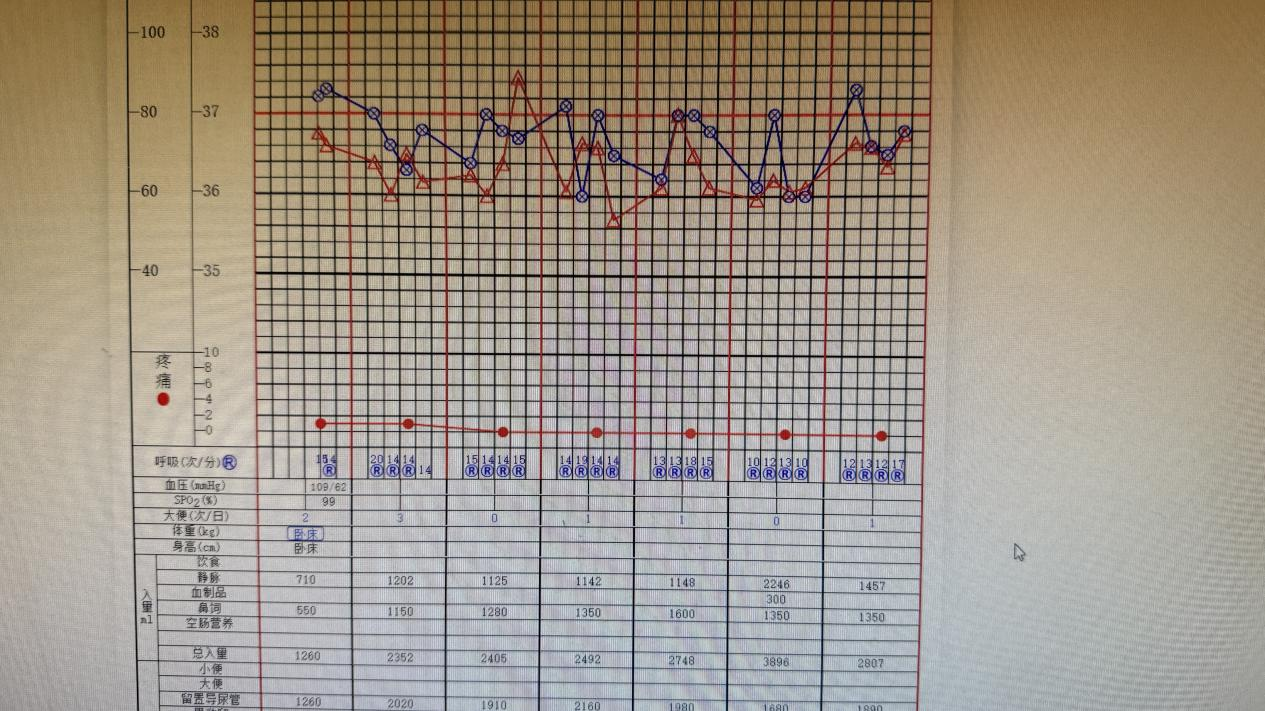 100 38
80 37
60 36
40 35
疼痛
10
8
6
4
2
0
呼吸(次/分)Ⓡ 15 14 20 14 14 14 15 14 14 15 14 19 14 14 13 13 18 15 10 12 13 10 12 13 12 17
Ⓡ Ⓡ Ⓡ Ⓡ Ⓡ Ⓡ Ⓡ Ⓡ Ⓡ Ⓡ Ⓡ Ⓡ Ⓡ Ⓡ Ⓡ Ⓡ Ⓡ Ⓡ Ⓡ Ⓡ Ⓡ Ⓡ Ⓡ Ⓡ
血压(mmHg) 109/62
SPO2(%) 99
大便(次/日) 2 3 0 1 1 0 1
体重(kg) 卧床
身高(cm) 卧床
入量ml
饮食
静脉 710 1202 1125 1142 1148 2246 1457
血制品 300
鼻饲 550 1150 1280 1350 1600 1350 1350
空肠营养
总入量 1260 2352 2405 2492 2748 3896 2807
小便
大便
留置导尿管 1260 2020 1910 2160 1980 1680 1890